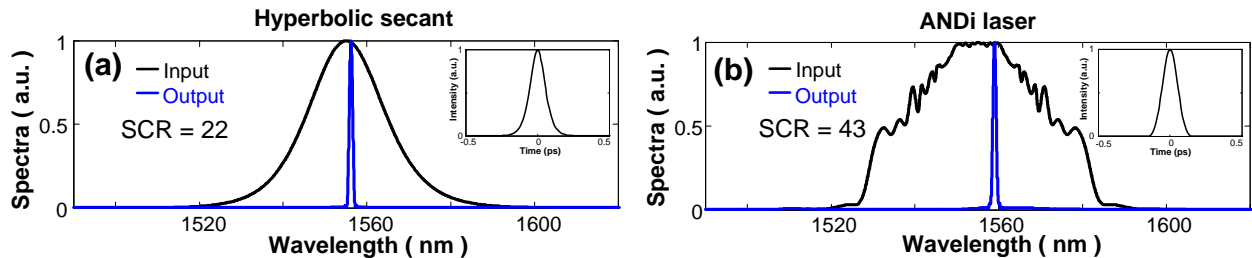 Hyperbolic secant
(a)
Input
Output
SCR = 22
Spectra ( a.u. )
1
0.5
0
1520
1560
1600
Wavelength ( nm )
Intensity (a.u.)
1
0
-0.5
0
0.5
Time (ps)
ANDi laser
(b)
Input
Output
SCR = 43
Spectra ( a.u. )
1
0.5
0
1520
1560
1600
Wavelength ( nm )
Intensity (a.u.)
1
0
-0.5
0
0.5
Time (ps)